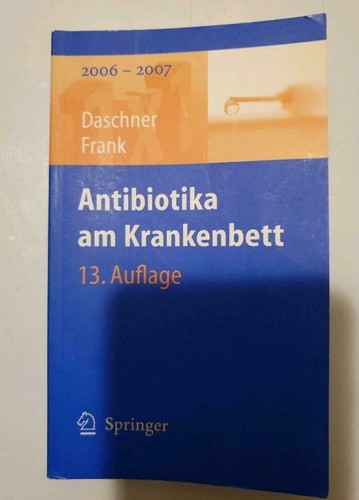 2006 – 2007
Daschner
Frank
Antibiotika
am Krankenbett
13. Auflage
Springer